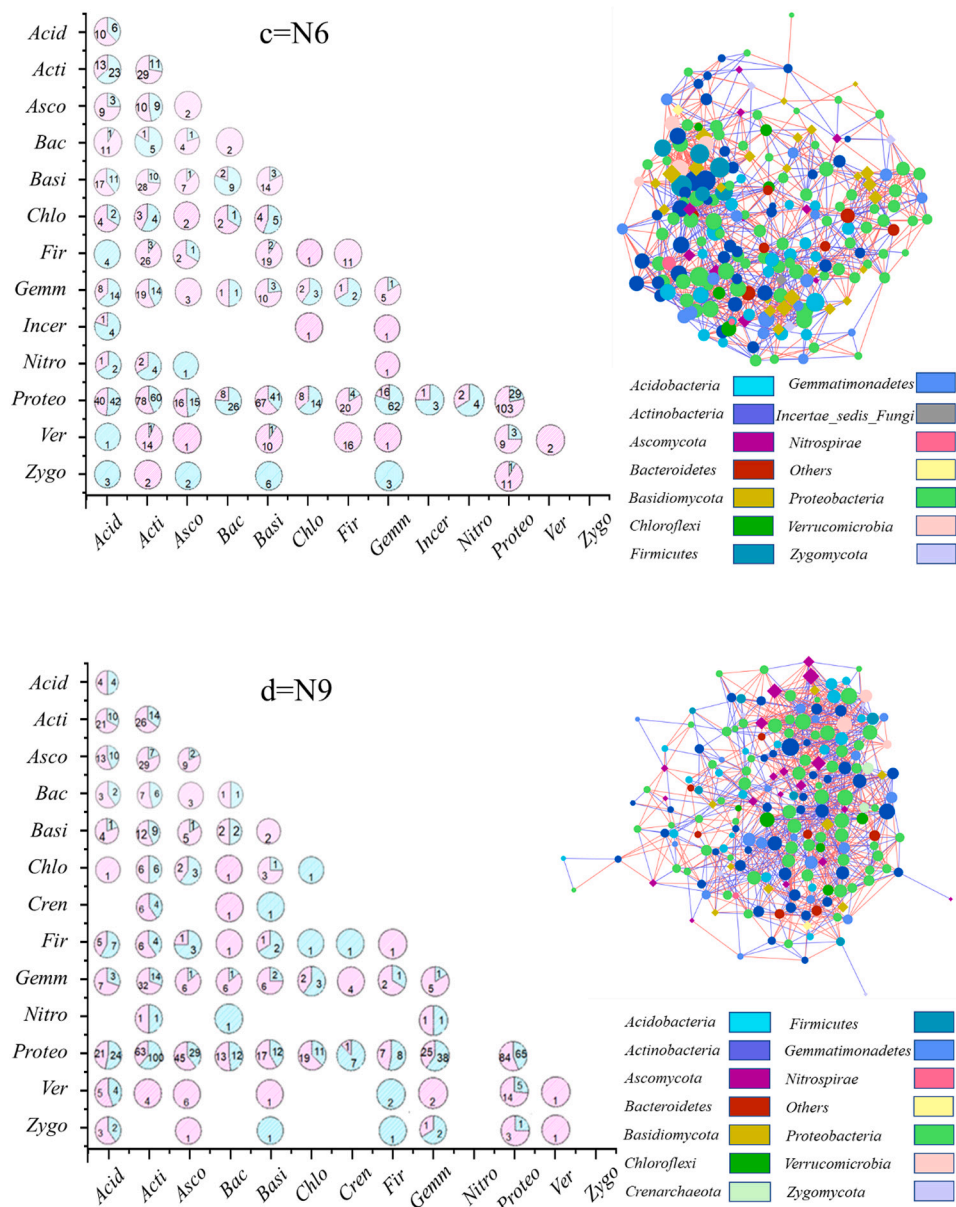 c=N6
Acid 10 6
Acti 13 23 29 11
Asco 9 3 10 9 2
Bac 11 1 1 5 4 1 2
Basi 17 11 28 10 7 1 2 9 14 3
Chlo 4 2 3 4 2 2 1 4 5
Fir 4 26 3 2 1 19 2 1 11
Gemm 8 14 19 14 3 1 1 10 3 2 3 1 2 5 1
Incer 1 4 1 1
Nitro 1 2 2 4 1 1
Proteo 40 42 78 60 16 15 8 26 67 41 8 14 20 4 16 62 1 3 2 4 103 29
Ver 1 14 1 1 10 1 16 9 3 2
Zygo 3 2 2 6 3 11 1
Acid Acti Asco Bac Basi Chlo Fir Gemm Incer Nitro Proteo Ver Zygo
Acidobacteria Gemmatimonadetes
Actinobacteria Incertae_sedis_Fungi
Ascomycota Nitrospirae
Bacteroidetes Others
Basidiomycota Proteobacteria
Chloroflexi Verrucomicrobia
Firmicutes Zygomycota
d=N9
Acid 4 4
Acti 21 10 26 14
Asco 13 10 29 7 9 2
Bac 3 2 7 6 3 1 1
Basi 4 1 12 9 5 1 2 2 2
Chlo 1 6 6 2 3 1 3 1 1
Cren 6 4 1 1
Fir 5 7 6 4 1 3 1 1 2 1 1 1
Gemm 7 3 32 14 6 1 6 1 6 2 2 3 4 2 1 5 1
Nitro 1 1 1 1 1
Proteo 21 24 63 100 45 29 13 12 17 12 19 11 1 7 7 8 25 38 84 65
Ver 5 4 4 6 1 2 2 14 5 1
Zygo 3 2 1 1 1 1 2 3 1 1
Acid Acti Asco Bac Basi Chlo Cren Fir Gemm Nitro Proteo Ver Zygo
Acidobacteria Firmicutes
Actinobacteria Gemmatimonadetes
Ascomycota Nitrospirae
Bacteroidetes Others
Basidiomycota Proteobacteria
Chloroflexi Verrucomicrobia
Crenarchaeota Zygomycota